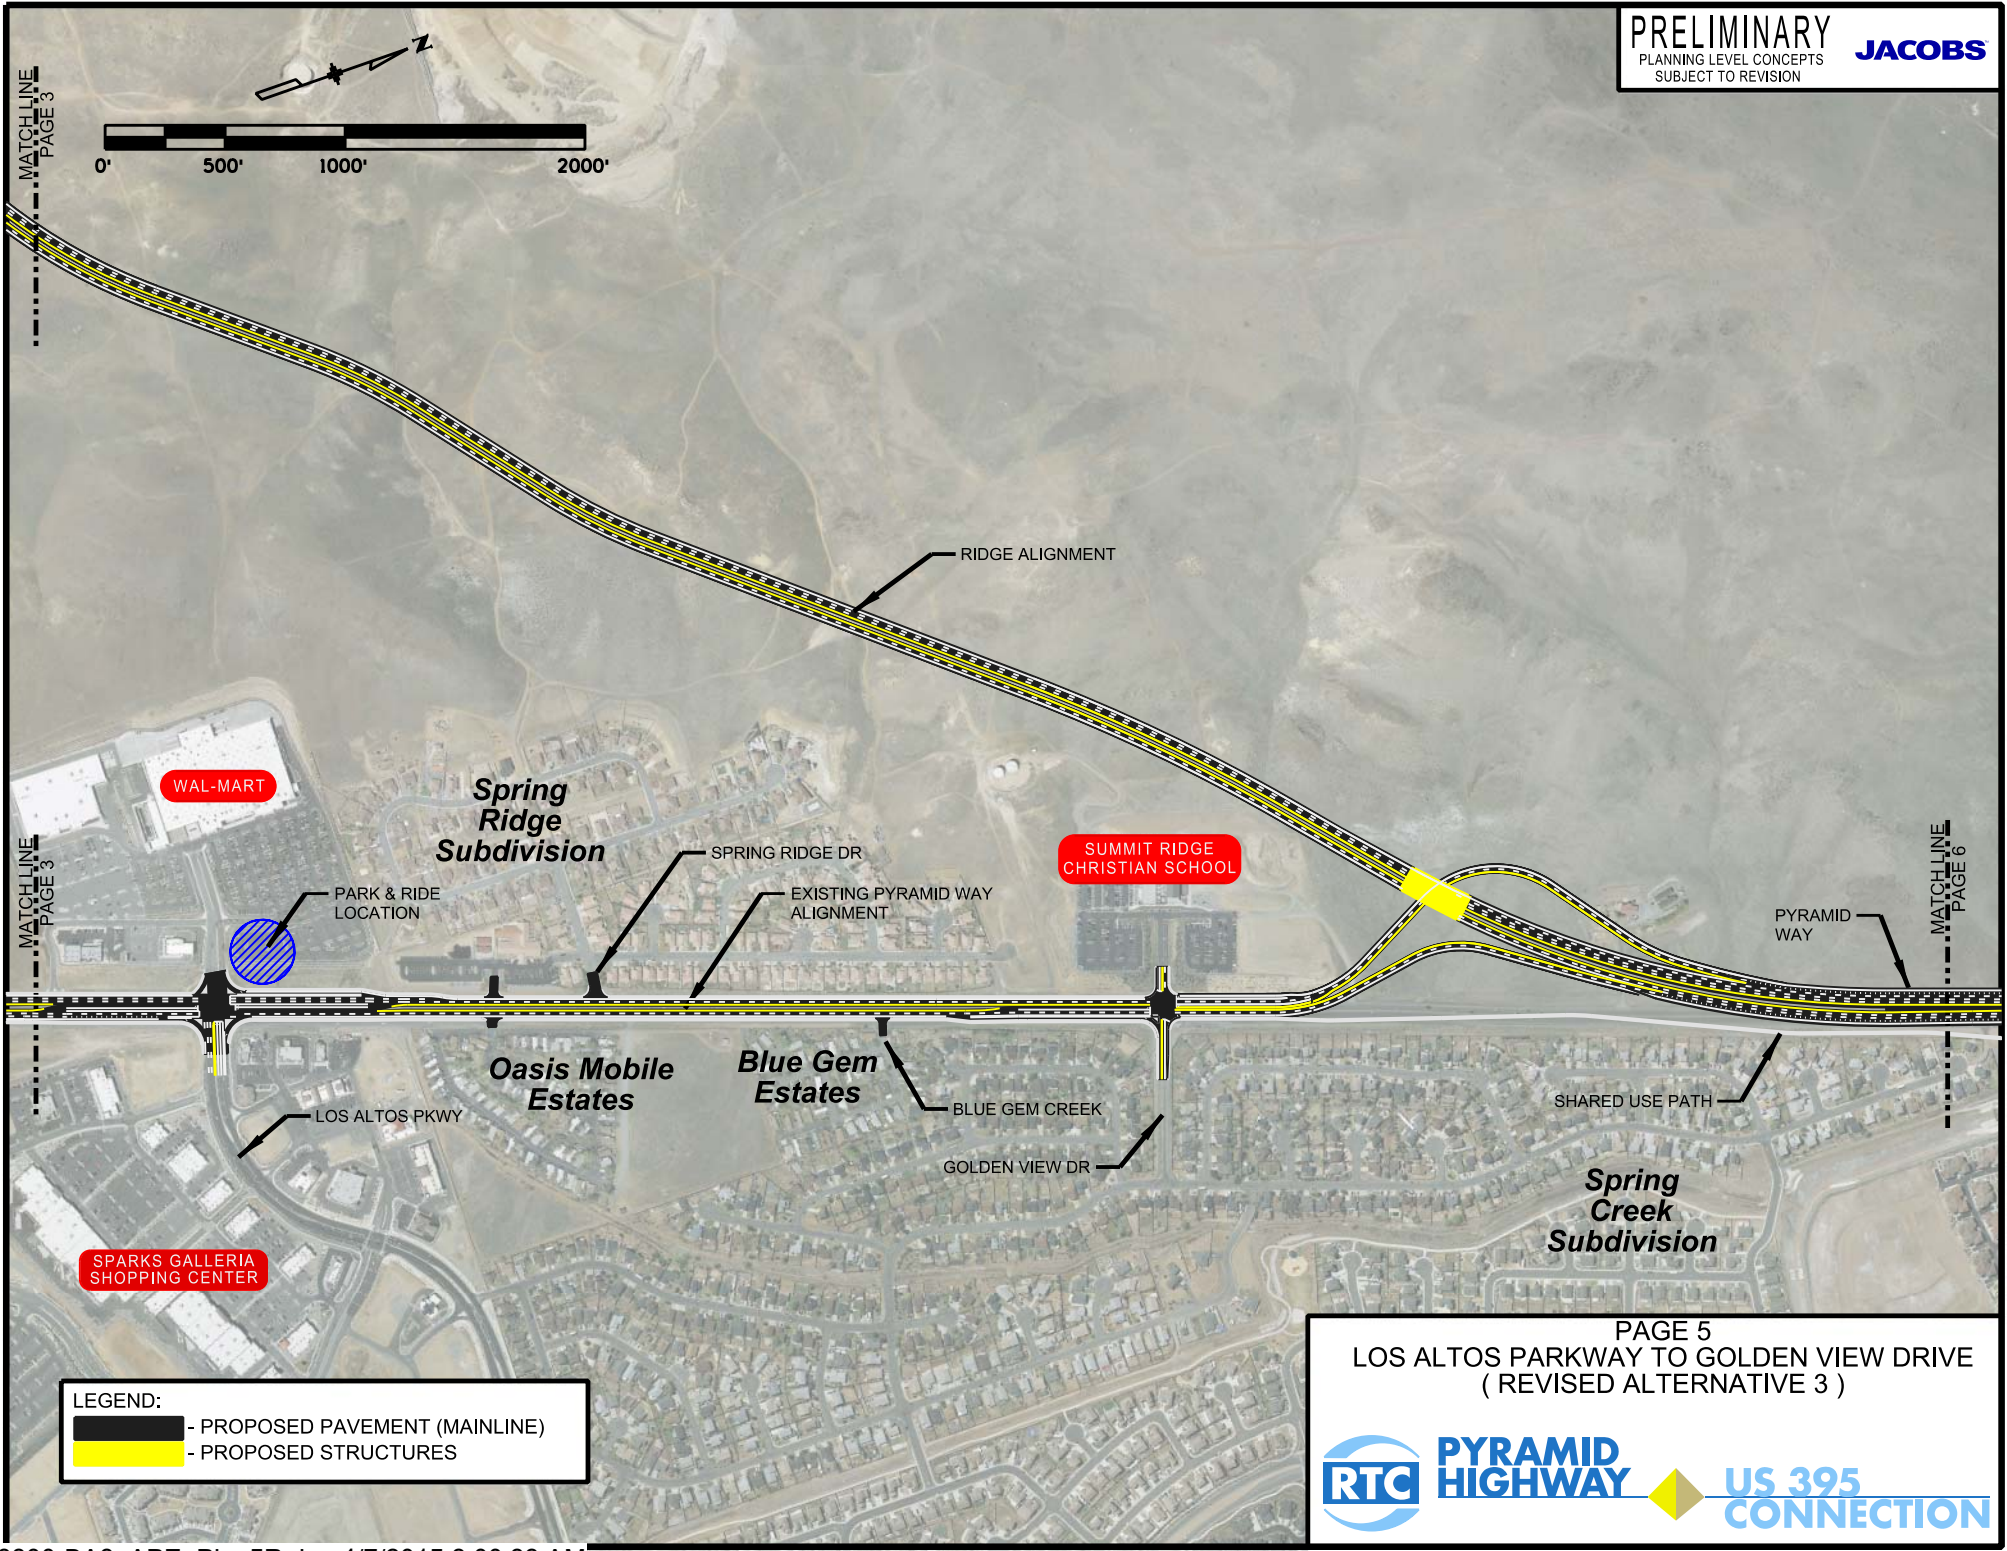 PRELIMINARY
PLANNING LEVEL CONCEPTS
SUBJECT TO REVISION
JACOBS
N
MATCH LINE
PAGE 3
0'
500'
1000'
2000'
RIDGE ALIGNMENT
WAL-MART
Spring
Ridge
Subdivision
SPRING RIDGE DR
SUMMIT RIDGE
CHRISTIAN SCHOOL
MATCH LINE
PAGE 3
PARK & RIDE
LOCATION
EXISTING PYRAMID WAY
ALIGNMENT
PYRAMID
WAY
MATCH LINE
PAGE 6
Oasis Mobile
Estates
Blue Gem
Estates
BLUE GEM CREEK
SHARED USE PATH
LOS ALTOS PKWY
GOLDEN VIEW DR
Spring
Creek
Subdivision
SPARKS GALLERIA
SHOPPING CENTER
LEGEND:
- PROPOSED PAVEMENT (MAINLINE)
- PROPOSED STRUCTURES
PAGE 5
LOS ALTOS PARKWAY TO GOLDEN VIEW DRIVE
( REVISED ALTERNATIVE 3 )
RTC
PYRAMID
HIGHWAY
US 395
CONNECTION